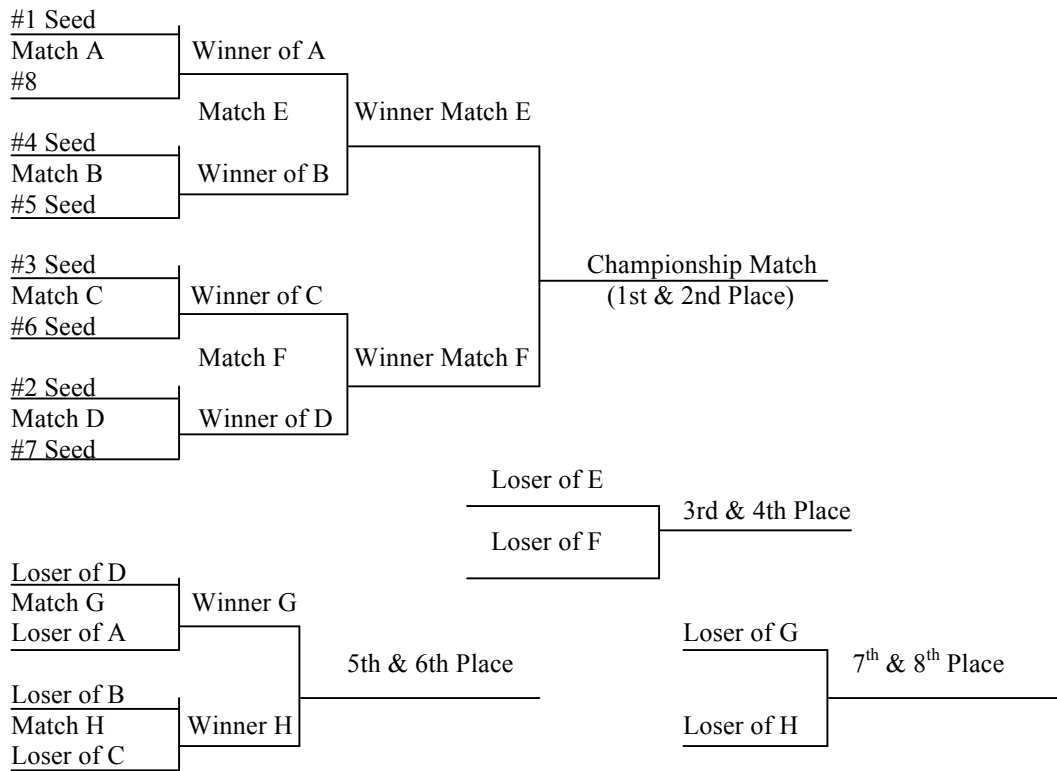 #1 Seed
Match A
#8
Winner of A
Match E
Winner Match E
#4 Seed
Match B
#5 Seed
Winner of B
#3 Seed
Match C
#6 Seed
Winner of C
Championship Match
(1st & 2nd Place)
Match F
Winner Match F
#2 Seed
Match D
#7 Seed
Winner of D
Loser of E
Loser of F
3rd & 4th Place
Loser of D
Match G
Loser of A
Winner G
5th & 6th Place
Loser of B
Match H
Loser of C
Winner H
Loser of G
7th & 8th Place
Loser of H